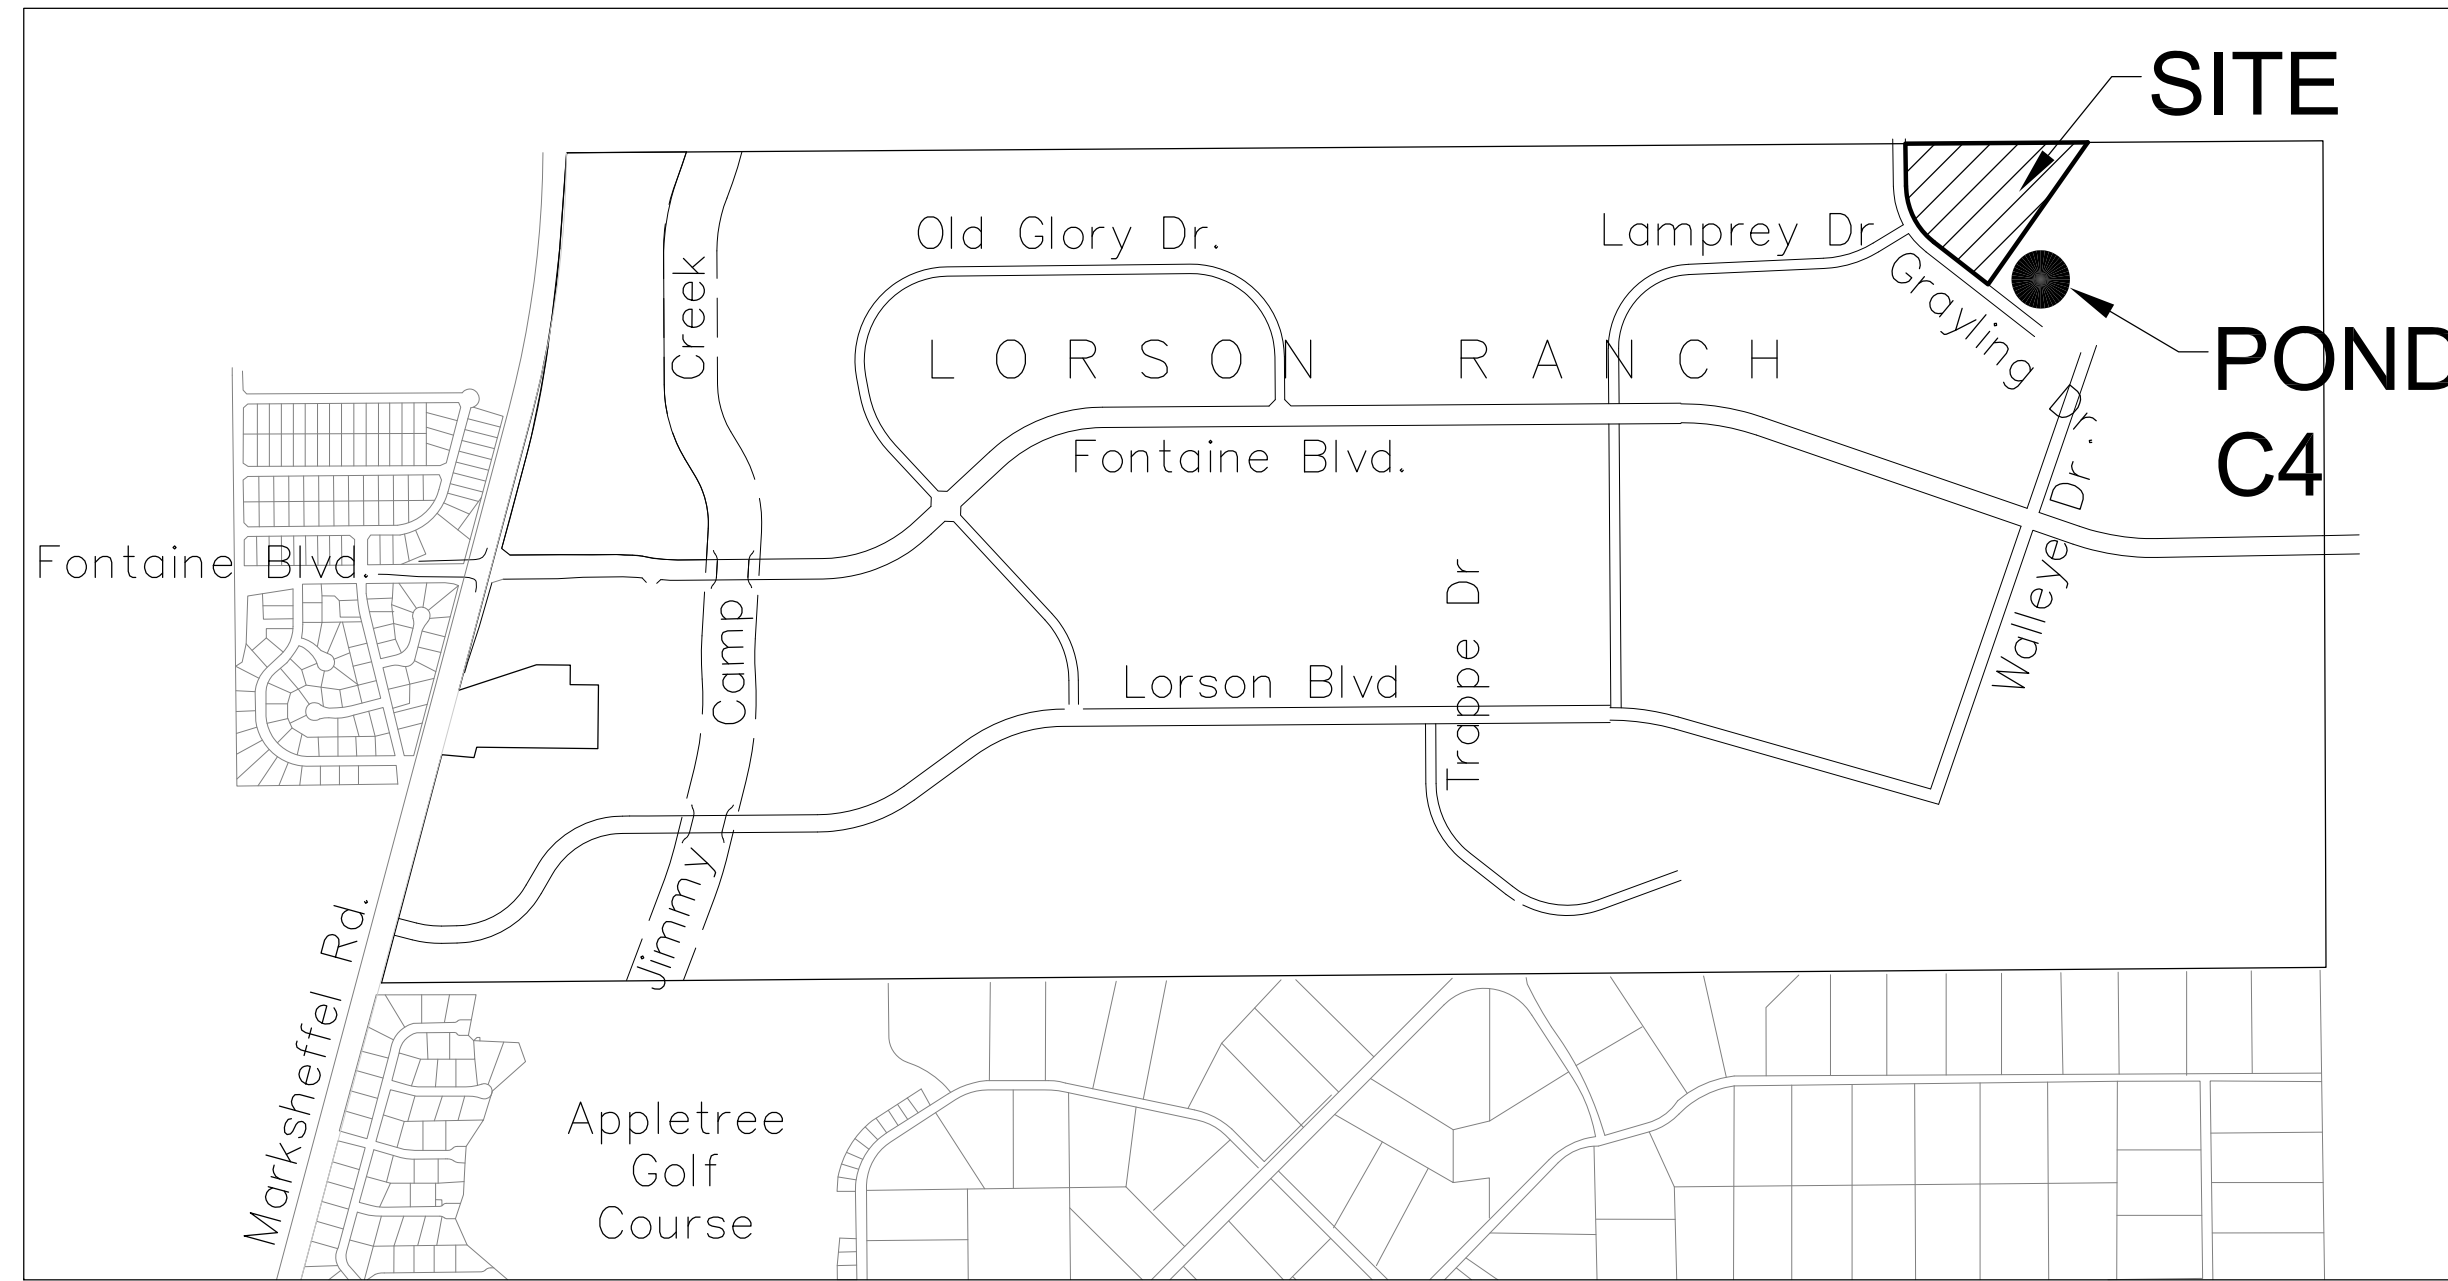 SITE
Old Glory Dr.
Lamprey Dr
Grayling Dr.
POND
C4
Creek
LORSON RANCH
Fontaine Blvd.
Fontaine Blvd.
Camp
Trappe Dr
Walleye Dr.
Lorson Blvd
Jimmy
Marksheffel Rd.
Appletree
Golf
Course